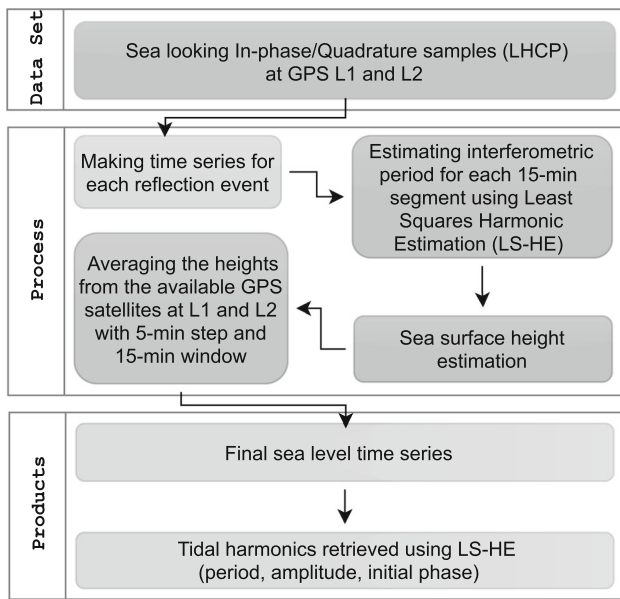 Data Set
Sea looking In-phase/Quadrature samples (LHCP)
at GPS L1 and L2
Process
Making time series for
each reflection event
Estimating interferometric
period for each 15-min
segment using Least
Squares Harmonic
Estimation (LS-HE)
Averaging the heights
from the available GPS
satellites at L1 and L2
with 5-min step and
15-min window
Sea surface height
estimation
Products
Final sea level time series
Tidal harmonics retrieved using LS-HE
(period, amplitude, initial phase)